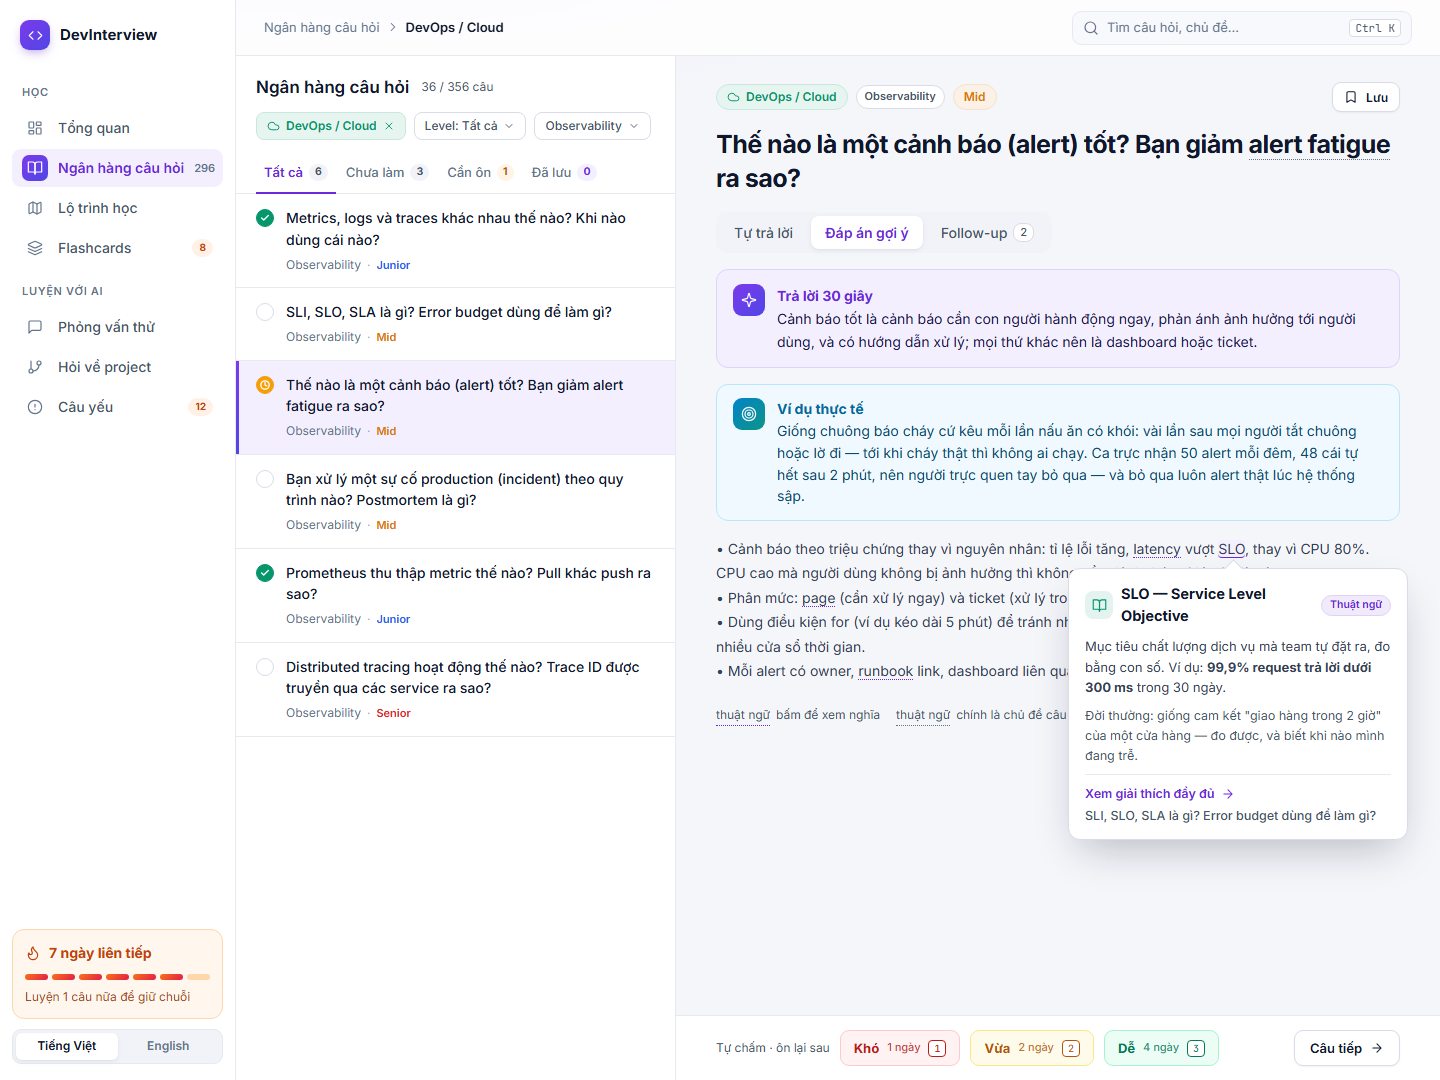 DevInterview
HỌC
Tổng quan
Ngân hàng câu hỏi 296
Lộ trình học
Flashcards 8
LUYỆN VỚI AI
Phỏng vấn thử
Hỏi về project
Câu yếu 12
7 ngày liên tiếp
Luyện 1 câu nữa để giữ chuỗi
Tiếng Việt English
Ngân hàng câu hỏi > DevOps / Cloud
Tìm câu hỏi, chủ đề... Ctrl K
Ngân hàng câu hỏi 36 / 356 câu
DevOps / Cloud × Level: Tất cả Observability
Tất cả 6 Chưa làm 3 Cần ôn 1 Đã lưu 0
Metrics, logs và traces khác nhau thế nào? Khi nào
dùng cái nào?
Observability · Junior
SLI, SLO, SLA là gì? Error budget dùng để làm gì?
Observability · Mid
Thế nào là một cảnh báo (alert) tốt? Bạn giảm alert
fatigue ra sao?
Observability · Mid
Bạn xử lý một sự cố production (incident) theo quy
trình nào? Postmortem là gì?
Observability · Mid
Prometheus thu thập metric thế nào? Pull khác push ra
sao?
Observability · Junior
Distributed tracing hoạt động thế nào? Trace ID được
truyền qua các service ra sao?
Observability · Senior
DevOps / Cloud Observability Mid Lưu
Thế nào là một cảnh báo (alert) tốt? Bạn giảm alert fatigue
ra sao?
Tự trả lời Đáp án gợi ý Follow-up 2
Trả lời 30 giây
Cảnh báo tốt là cảnh báo cần con người hành động ngay, phản ánh ảnh hưởng tới người
dùng, và có hướng dẫn xử lý; mọi thứ khác nên là dashboard hoặc ticket.
Ví dụ thực tế
Giống chuông báo cháy cứ kêu mỗi lần nấu ăn có khói: vài lần sau mọi người tắt chuông
hoặc lờ đi — tới khi cháy thật thì không ai chạy. Ca trực nhận 50 alert mỗi đêm, 48 cái tự
hết sau 2 phút, nên người trực quen tay bỏ qua — và bỏ qua luôn alert thật lúc hệ thống
sập.
• Cảnh báo theo triệu chứng thay vì nguyên nhân: tỉ lệ lỗi tăng, latency vượt SLO, thay vì CPU 80%.
CPU cao mà người dùng không bị ảnh hưởng thì
• Phân mức: page (cần xử lý ngay) và ticket (xử lý
• Dùng điều kiện for (ví dụ kéo dài 5 phút) để tránh
nhiều cửa sổ thời gian.
• Mỗi alert có owner, runbook link, dashboard liên
thuật ngữ bấm để xem nghĩa thuật ngữ chính là chủ đề câu
SLO — Service Level
Objective
Thuật ngữ
Mục tiêu chất lượng dịch vụ mà team tự đặt ra, đo
bằng con số. Ví dụ: 99,9% request trả lời dưới
300 ms trong 30 ngày.
Đời thường: giống cam kết "giao hàng trong 2 giờ"
của một cửa hàng — đo được, và biết khi nào mình
đang trễ.
Xem giải thích đầy đủ →
SLI, SLO, SLA là gì? Error budget dùng để làm gì?
Tự chấm · ôn lại sau Khó 1 ngày 1 Vừa 2 ngày 2 Dễ 4 ngày 3 Câu tiếp →